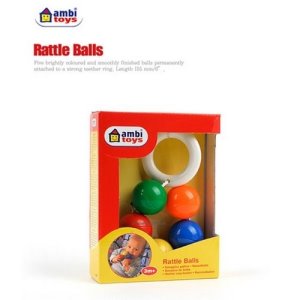 ambi
toys
Rattle Balls
Five brightly coloured and smoothly finished balls permanently
attached to a strong teether ring. Length 155 mm/6"
ambi
toys
Rattle Balls
3m+